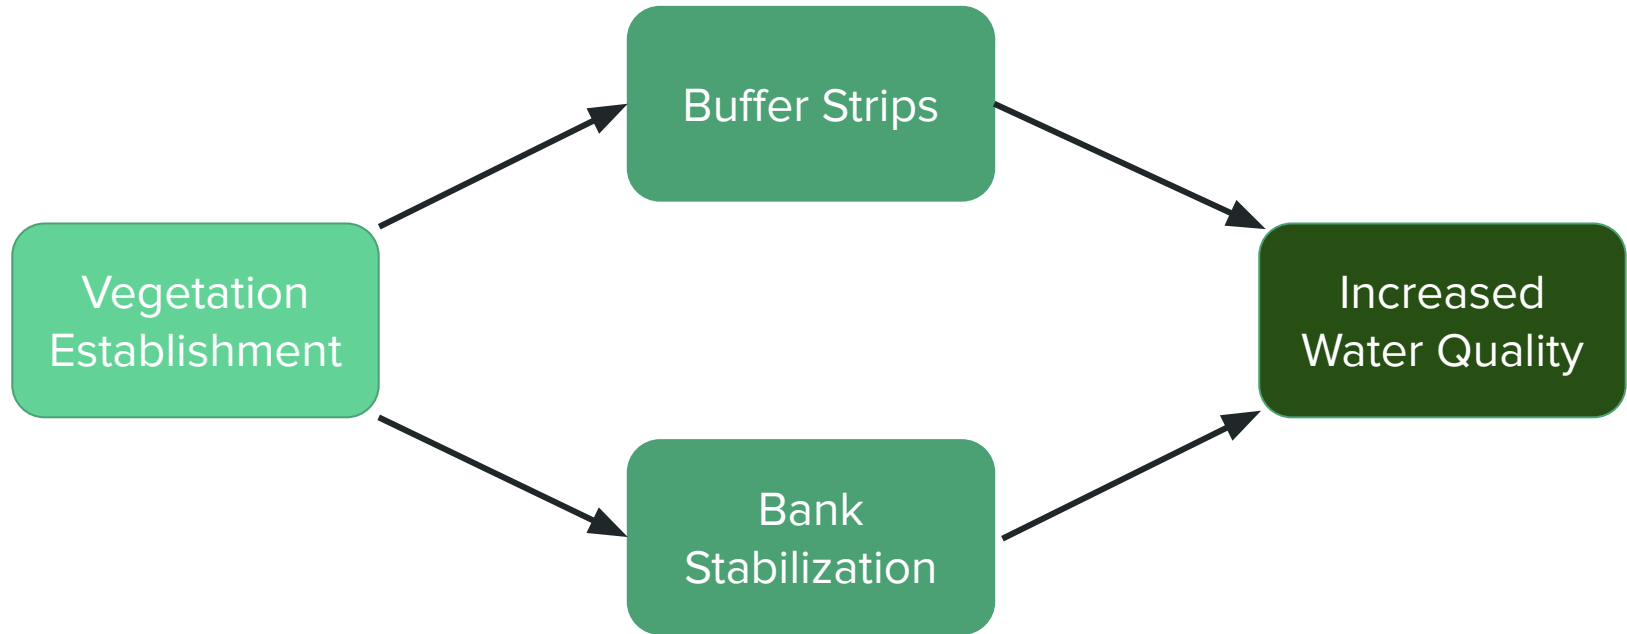 Buffer Strips
Vegetation
Establishment
Increased
Water Quality
Bank
Stabilization